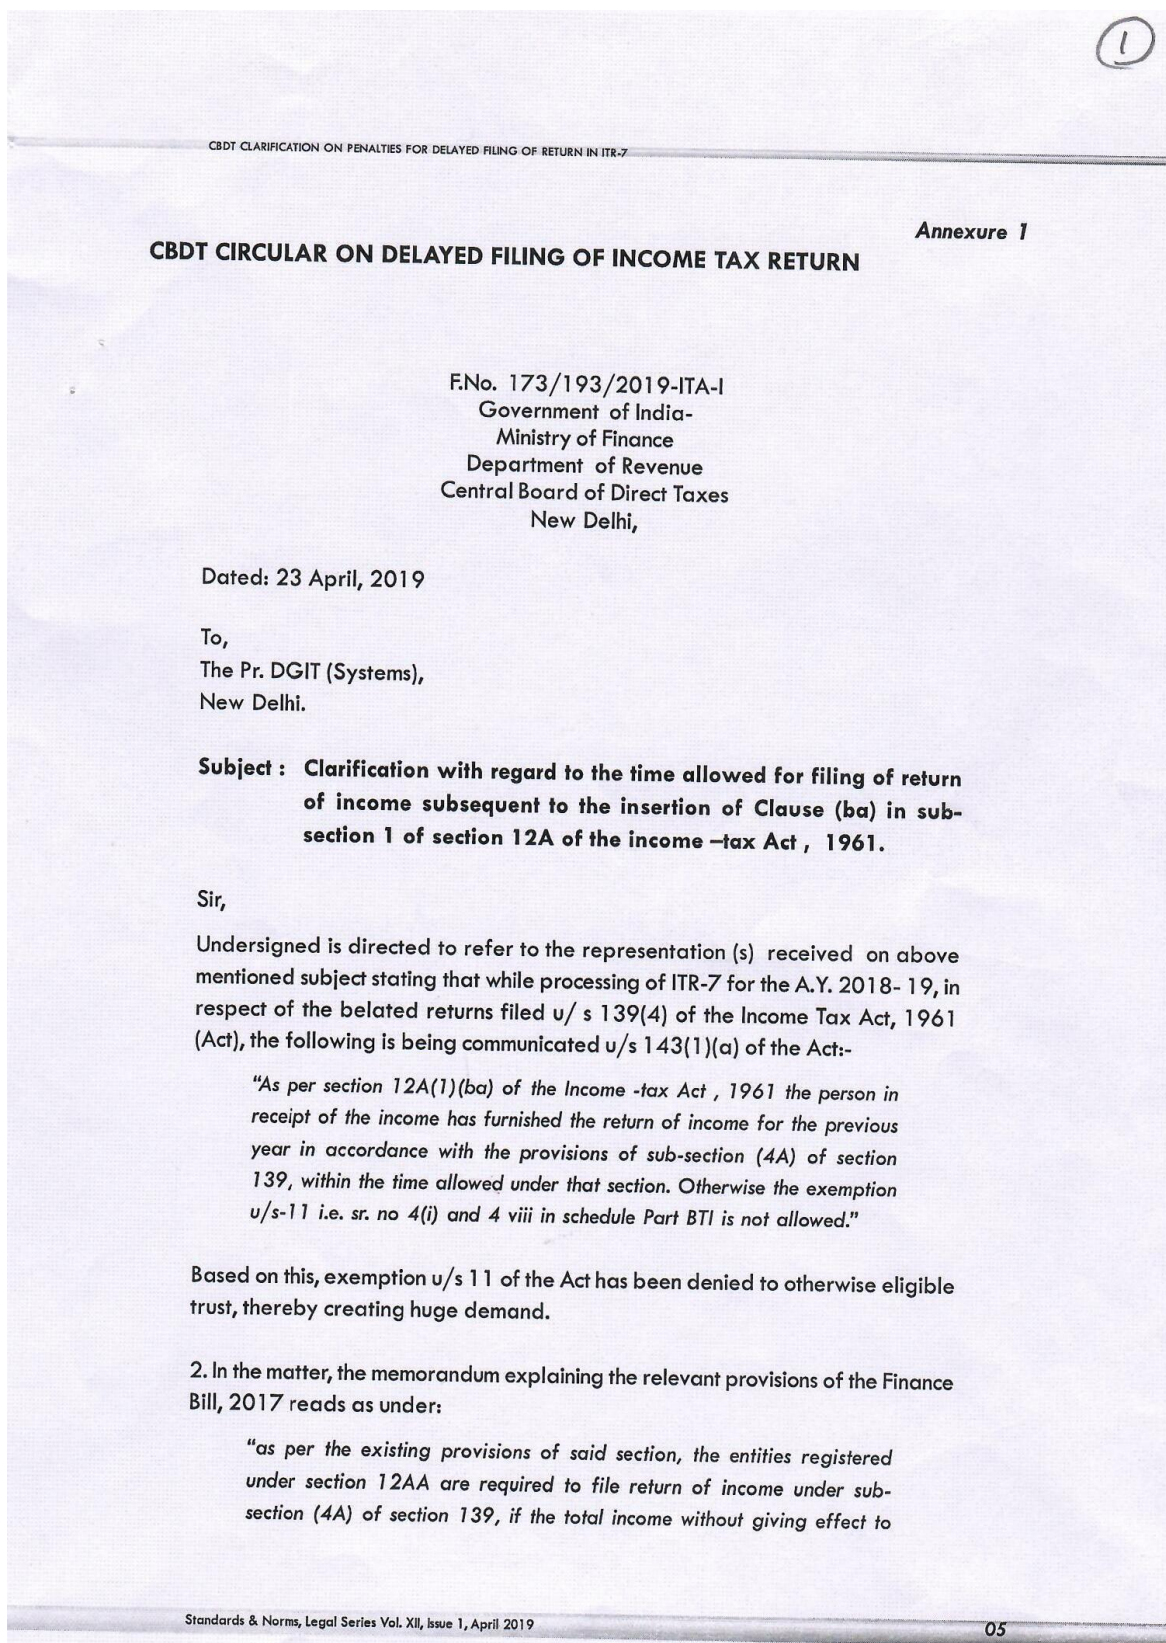 1
CBDT CLARIFICATION ON PENALTIES FOR DELAYED FILING OF RETURN IN ITR-7
Annexure 1
CBDT CIRCULAR ON DELAYED FILING OF INCOME TAX RETURN
F.No. 173/193/2019-ITA-I
Government of India-
Ministry of Finance
Department of Revenue
Central Board of Direct Taxes
New Delhi,
Dated: 23 April, 2019
To,
The Pr. DGIT (Systems),
New Delhi.
Subject : Clarification with regard to the time allowed for filing of return
of income subsequent to the insertion of Clause (ba) in sub-
section 1 of section 12A of the income –tax Act , 1961.
Sir,
Undersigned is directed to refer to the representation (s) received on above
mentioned subject stating that while processing of ITR-7 for the A.Y. 2018- 19, in
respect of the belated returns filed u/ s 139(4) of the Income Tax Act, 1961
(Act), the following is being communicated u/s 143(1)(a) of the Act:-
“As per section 12A(1)(ba) of the Income -tax Act , 1961 the person in
receipt of the income has furnished the return of income for the previous
year in accordance with the provisions of sub-section (4A) of section
139, within the time allowed under that section. Otherwise the exemption
u/s-11 i.e. sr. no 4(i) and 4 viii in schedule Part BTI is not allowed.”
Based on this, exemption u/s 11 of the Act has been denied to otherwise eligible
trust, thereby creating huge demand.
2. In the matter, the memorandum explaining the relevant provisions of the Finance
Bill, 2017 reads as under:
“as per the existing provisions of said section, the entities registered
under section 12AA are required to file return of income under sub-
section (4A) of section 139, if the total income without giving effect to
Standards & Norms, Legal Series Vol. XII, Issue 1, April 2019
05